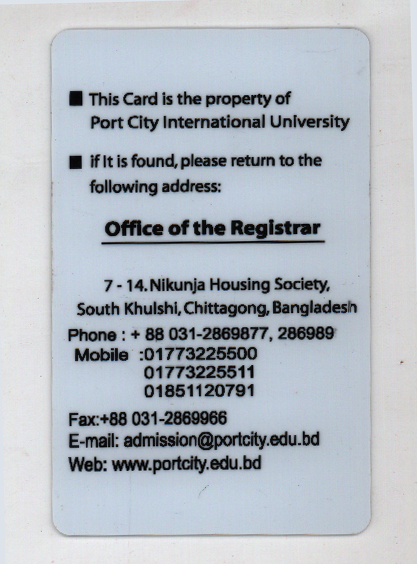 ■ This Card is the property of
Port City International University
■ if It is found, please return to the
following address:
Office of the Registrar
7 - 14. Nikunja Housing Society,
South Khulshi, Chittagong, Bangladesh
Phone : + 88 031-2869877, 286989
Mobile :01773225500
01773225511
01851120791
Fax:+88 031-2869966
E-mail: admission@portcity.edu.bd
Web: www.portcity.edu.bd